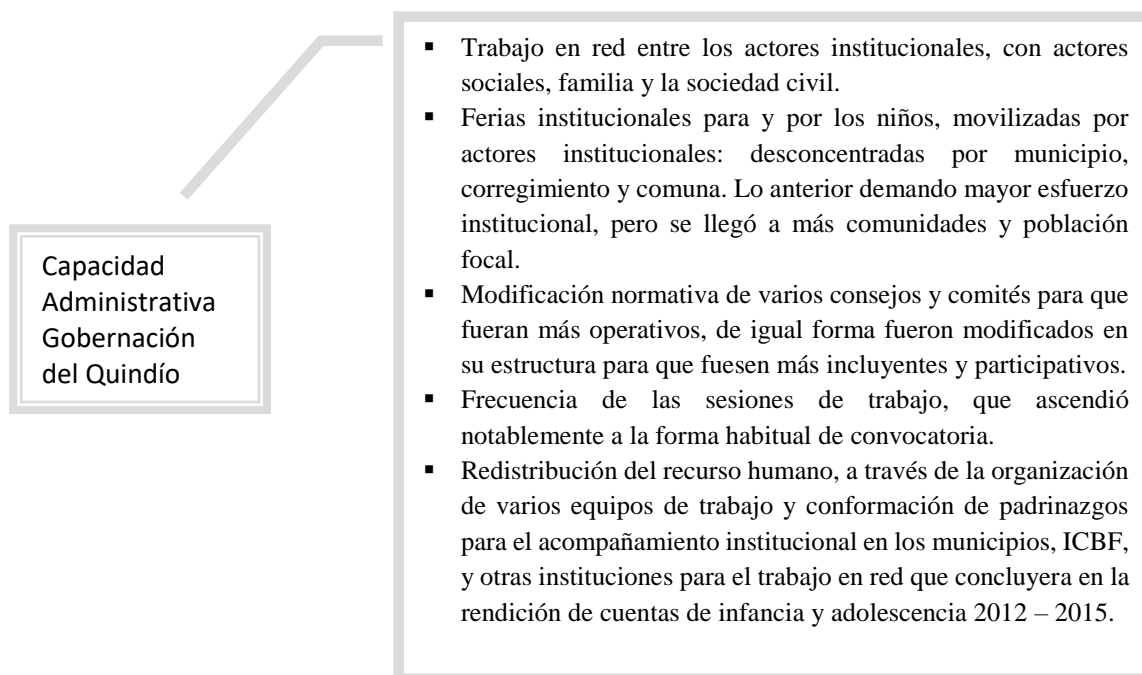 Capacidad
Administrativa
Gobernación
del Quindío
▪ Trabajo en red entre los actores institucionales, con actores
sociales, familia y la sociedad civil.
▪ Ferias institucionales para y por los niños, movilizadas por
actores institucionales: desconcentradas por municipio,
corregimiento y comuna. Lo anterior demando mayor esfuerzo
institucional, pero se llegó a más comunidades y población
focal.
▪ Modificación normativa de varios consejos y comités para que
fueran más operativos, de igual forma fueron modificados en
su estructura para que fuesen más incluyentes y participativos.
▪ Frecuencia de las sesiones de trabajo, que ascendió
notablemente a la forma habitual de convocatoria.
▪ Redistribución del recurso humano, a través de la organización
de varios equipos de trabajo y conformación de padrinazgos
para el acompañamiento institucional en los municipios, ICBF,
y otras instituciones para el trabajo en red que concluyera en la
rendición de cuentas de infancia y adolescencia 2012 – 2015.